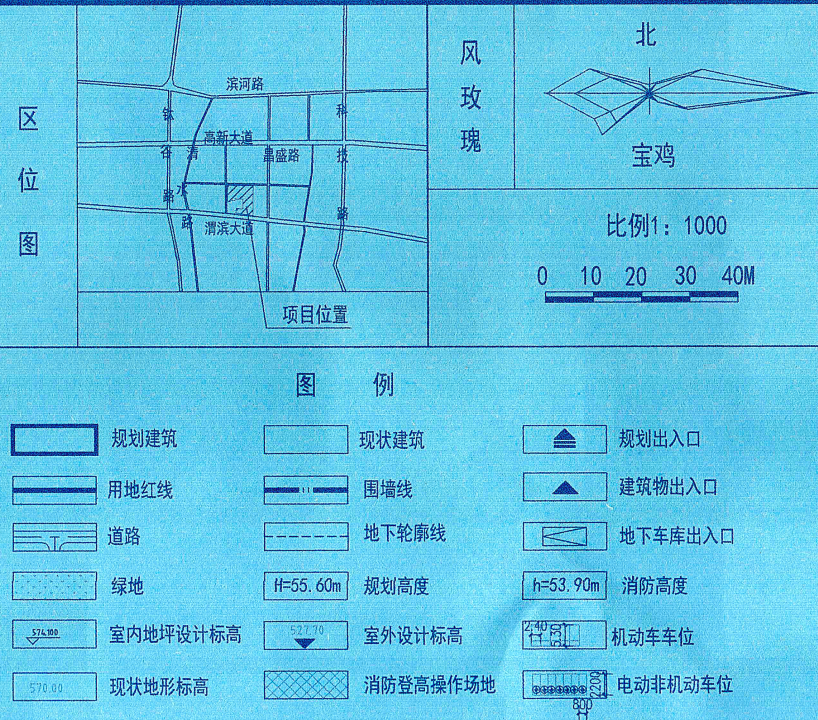 区位图
滨河路
钛谷路
高新大道
清水路
昌盛路
科技路
渭滨大道
项目位置
风玫瑰
北
宝鸡
比例1：1000
0 10 20 30 40M
图 例
规划建筑
现状建筑
规划出入口
用地红线
围墙线
建筑物出入口
道路
地下轮廓线
地下车库出入口
绿地
H=55.60m 规划高度
h=53.90m 消防高度
574.100 室内地坪设计标高
527.70 室外设计标高
2.40 5.30 机动车车位
570.00 现状地形标高
消防登高操作场地
2200 800 电动非机动车位